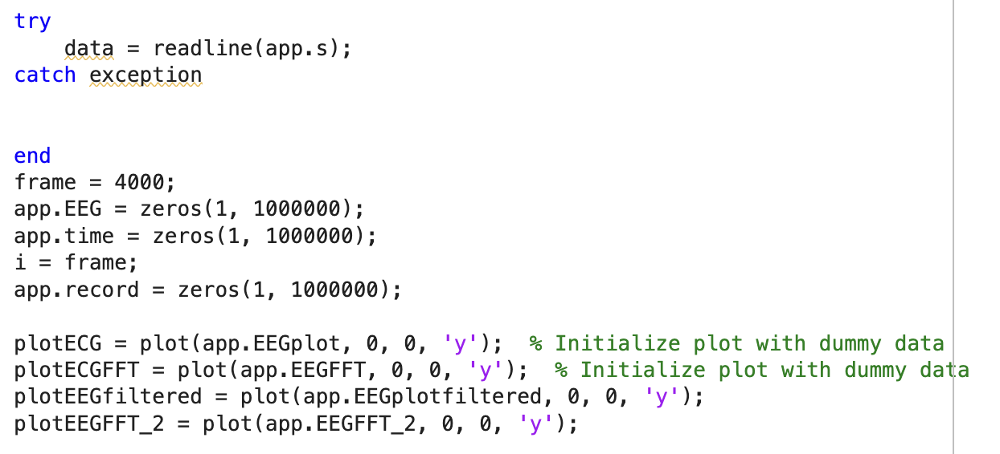 try
    data = readline(app.s);
catch exception
end
frame = 4000;
app.EEG = zeros(1, 1000000);
app.time = zeros(1, 1000000);
i = frame;
app.record = zeros(1, 1000000);
plotECG = plot(app.EEGplot, 0, 0, 'y');  % Initialize plot with dummy data
plotECGFFT = plot(app.EEGFFT, 0, 0, 'y');  % Initialize plot with dummy data
plotEEGfiltered = plot(app.EEGplotfiltered, 0, 0, 'y');
plotEEGFFT_2 = plot(app.EEGFFT_2, 0, 0, 'y');